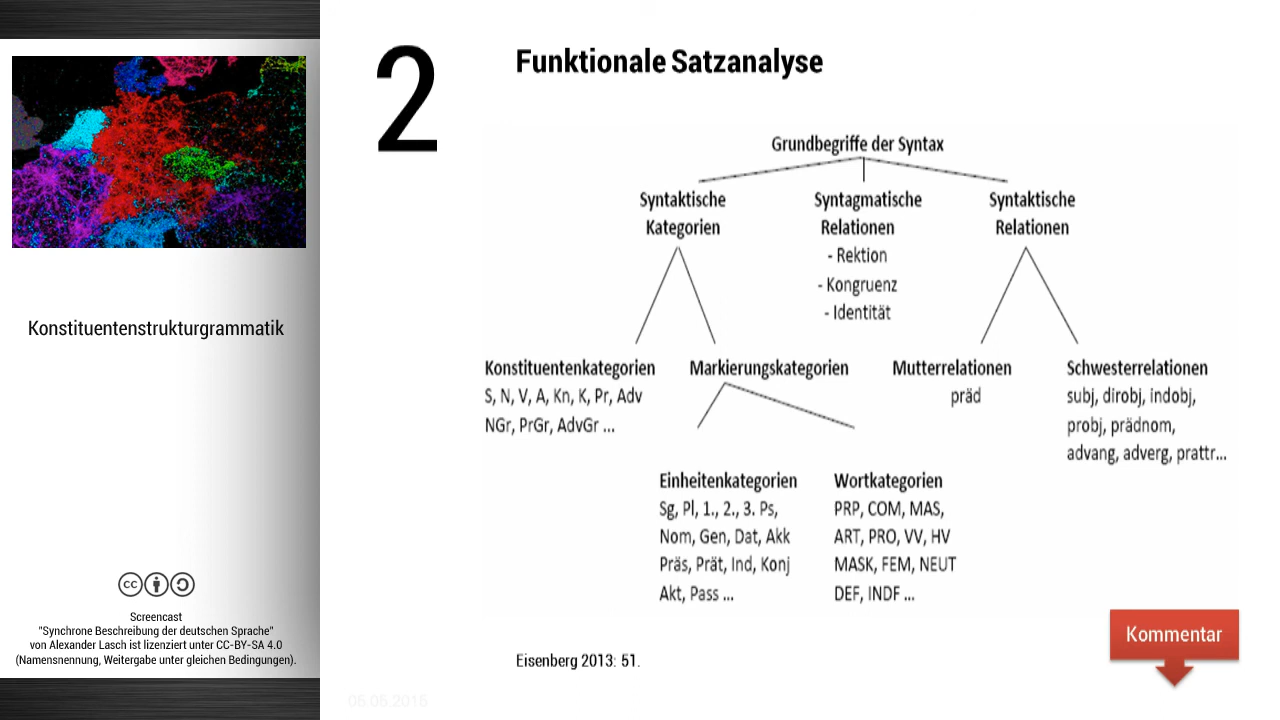 2
Funktionale Satzanalyse
Grundbegriffe der Syntax
Syntaktische
Kategorien
Syntagmatische
Relationen
- Rektion
- Kongruenz
- Identität
Syntaktische
Relationen
Konstituentenkategorien
S, N, V, A, Kn, K, Pr, Adv
NGr, PrGr, AdvGr ...
Markierungskategorien
Mutterrelationen
präd
Schwesterrelationen
subj, dirobj, indobj,
probj, prädnom,
advang, adverg, prattr...
Einheitenkategorien
Sg, Pl, 1., 2., 3. Ps,
Nom, Gen, Dat, Akk
Präs, Prät, Ind, Konj
Akt, Pass ...
Wortkategorien
PRP, COM, MAS,
ART, PRO, VV, HV
MASK, FEM, NEUT
DEF, INDF ...
Eisenberg 2013: 51.
Kommentar
06.06.2015
Konstituentenstrukturgrammatik
cc
Screencast
"Synchrone Beschreibung der deutschen Sprache"
von Alexander Lasch ist lizenziert unter CC-BY-SA 4.0
(Namensnennung, Weitergabe unter gleichen Bedingungen).